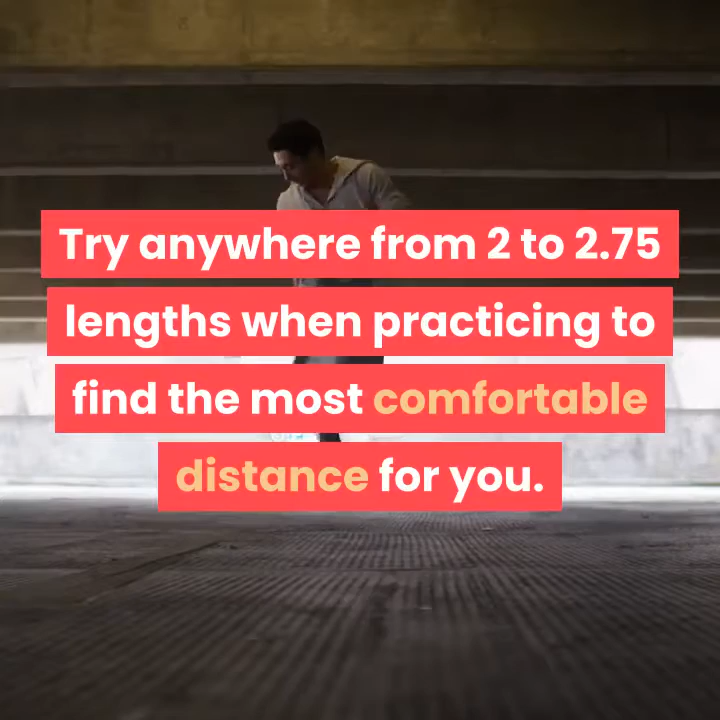 Try anywhere from 2 to 2.75
lengths when practicing to
find the most comfortable
distance for you.